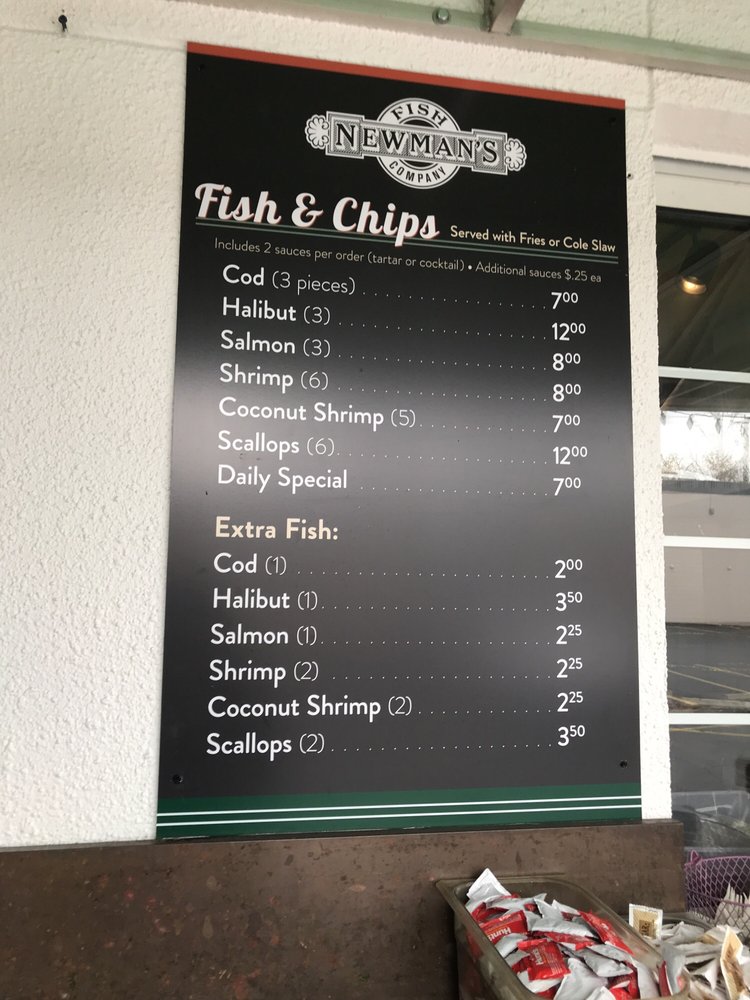 FISH
NEWMAN'S
COMPANY
Fish & Chips Served with Fries or Cole Slaw
Includes 2 sauces per order (tartar or cocktail) • Additional sauces $.25 ea
Cod (3 pieces) 7.00
Halibut (3) 12.00
Salmon (3) 8.00
Shrimp (6) 8.00
Coconut Shrimp (5) 7.00
Scallops (6) 12.00
Daily Special 7.00
Extra Fish:
Cod (1) 2.00
Halibut (1) 3.50
Salmon (1) 2.25
Shrimp (2) 2.25
Coconut Shrimp (2) 2.25
Scallops (2) 3.50
Hunt's